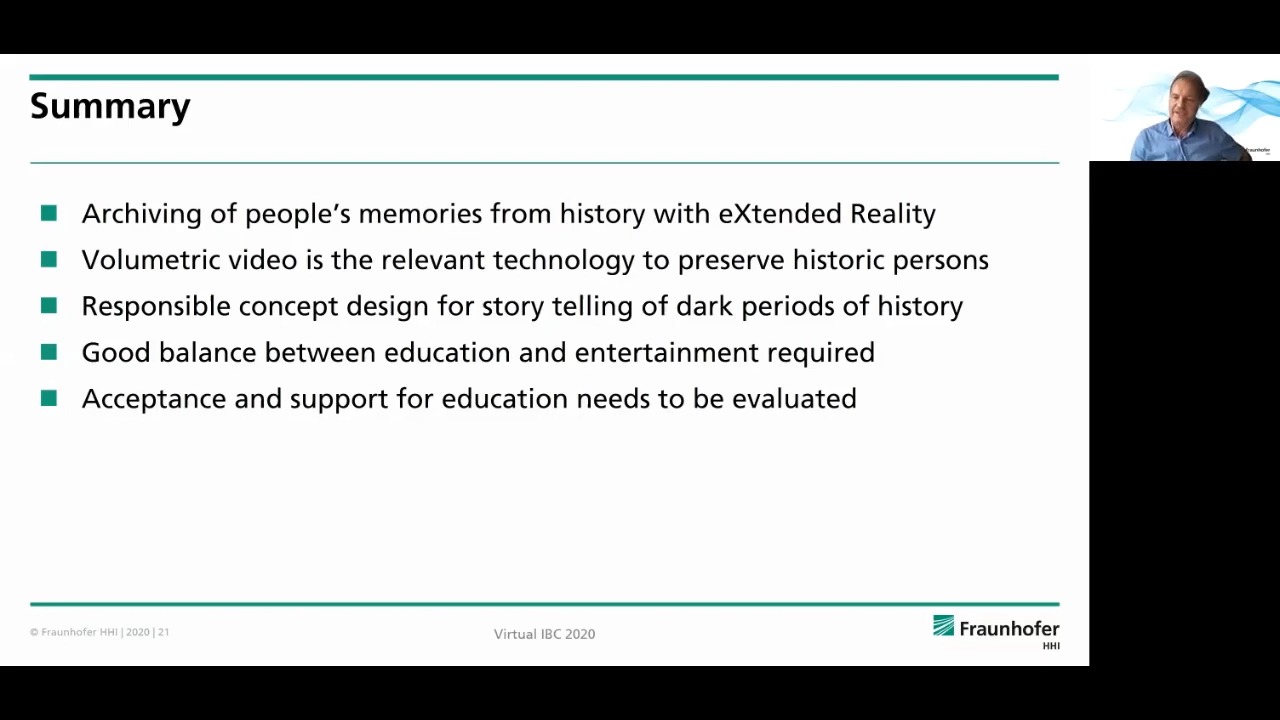 Summary
Archiving of people’s memories from history with eXtended Reality
Volumetric video is the relevant technology to preserve historic persons
Responsible concept design for story telling of dark periods of history
Good balance between education and entertainment required
Acceptance and support for education needs to be evaluated
© Fraunhofer HHI | 2020 | 21
Virtual IBC 2020
Fraunhofer
HHI
Fraunhofer